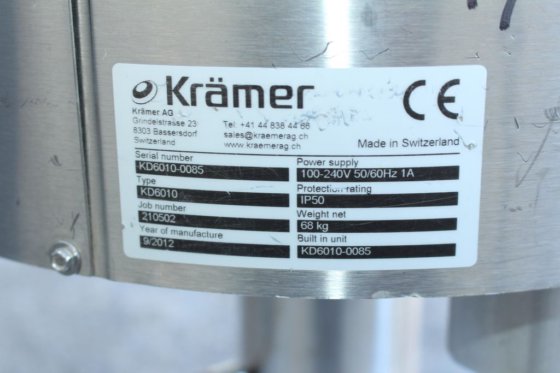 Krämer
CE
Krämer AG
Grindelstrasse 23
8303 Bassersdorf
Switzerland
Tel. +41 44 838 44 66
sales@kraemerag.ch
www.kraemerag.ch
Made in Switzerland
Serial number
KD6010-0085
Type
KD6010
Job number
210502
Year of manufacture
9/2012
Power supply
100-240V 50/60Hz 1A
Protection rating
IP50
Weight net
68 kg
Built in unit
KD6010-0085